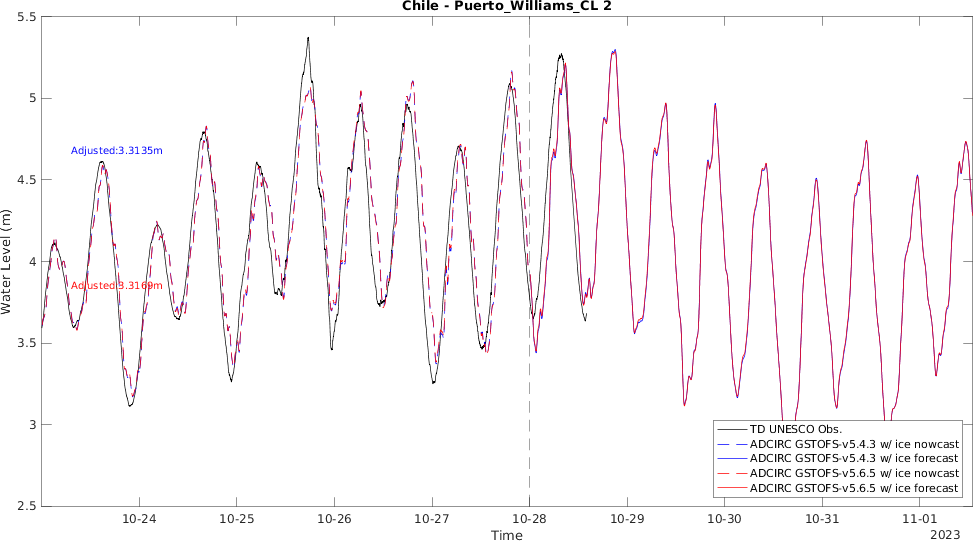 Chile - Puerto_Williams_CL 2
5.5
5
4.5
4
3.5
3
2.5
Water Level (m)
Adjusted:3.3135m
Adjusted:3.3169m
TD UNESCO Obs.
ADCIRC GSTOFS-v5.4.3 w/ ice nowcast
ADCIRC GSTOFS-v5.4.3 w/ ice forecast
ADCIRC GSTOFS-v5.6.5 w/ ice nowcast
ADCIRC GSTOFS-v5.6.5 w/ ice forecast
10-24 10-25 10-26 10-27 10-28 10-29 10-30 10-31 11-01
Time
2023